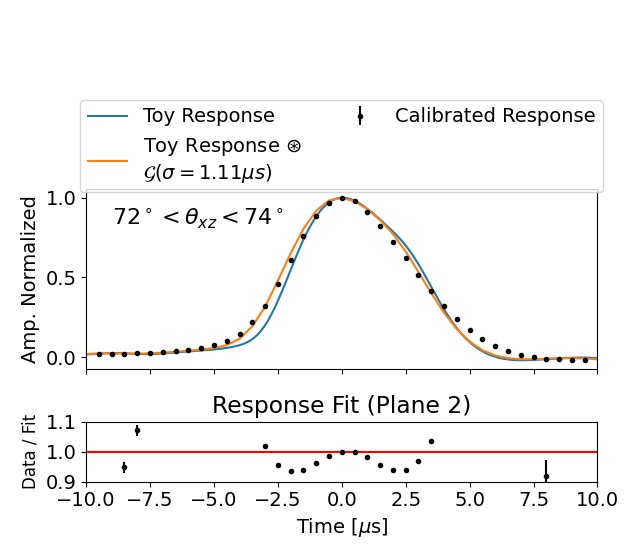 Toy Response
Calibrated Response
Toy Response ⊛
𝒢(σ = 1.11μs)
72° < θxz < 74°
1.0
0.5
0.0
Amp. Normalized
Response Fit (Plane 2)
1.1
1.0
0.9
Data / Fit
−10.0 −7.5 −5.0 −2.5 0.0 2.5 5.0 7.5 10.0
Time [μs]